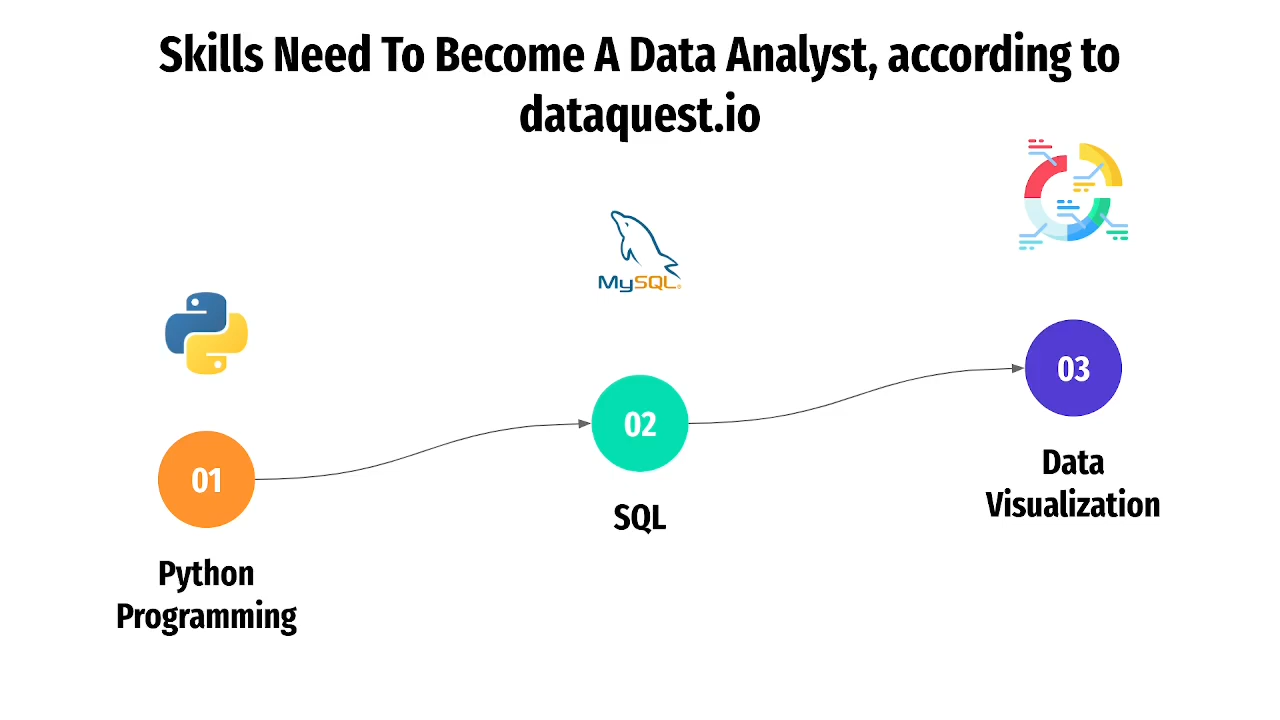 Skills Need To Become A Data Analyst, according to
dataquest.io
MySQL
01
Python
Programming
02
SQL
03
Data
Visualization